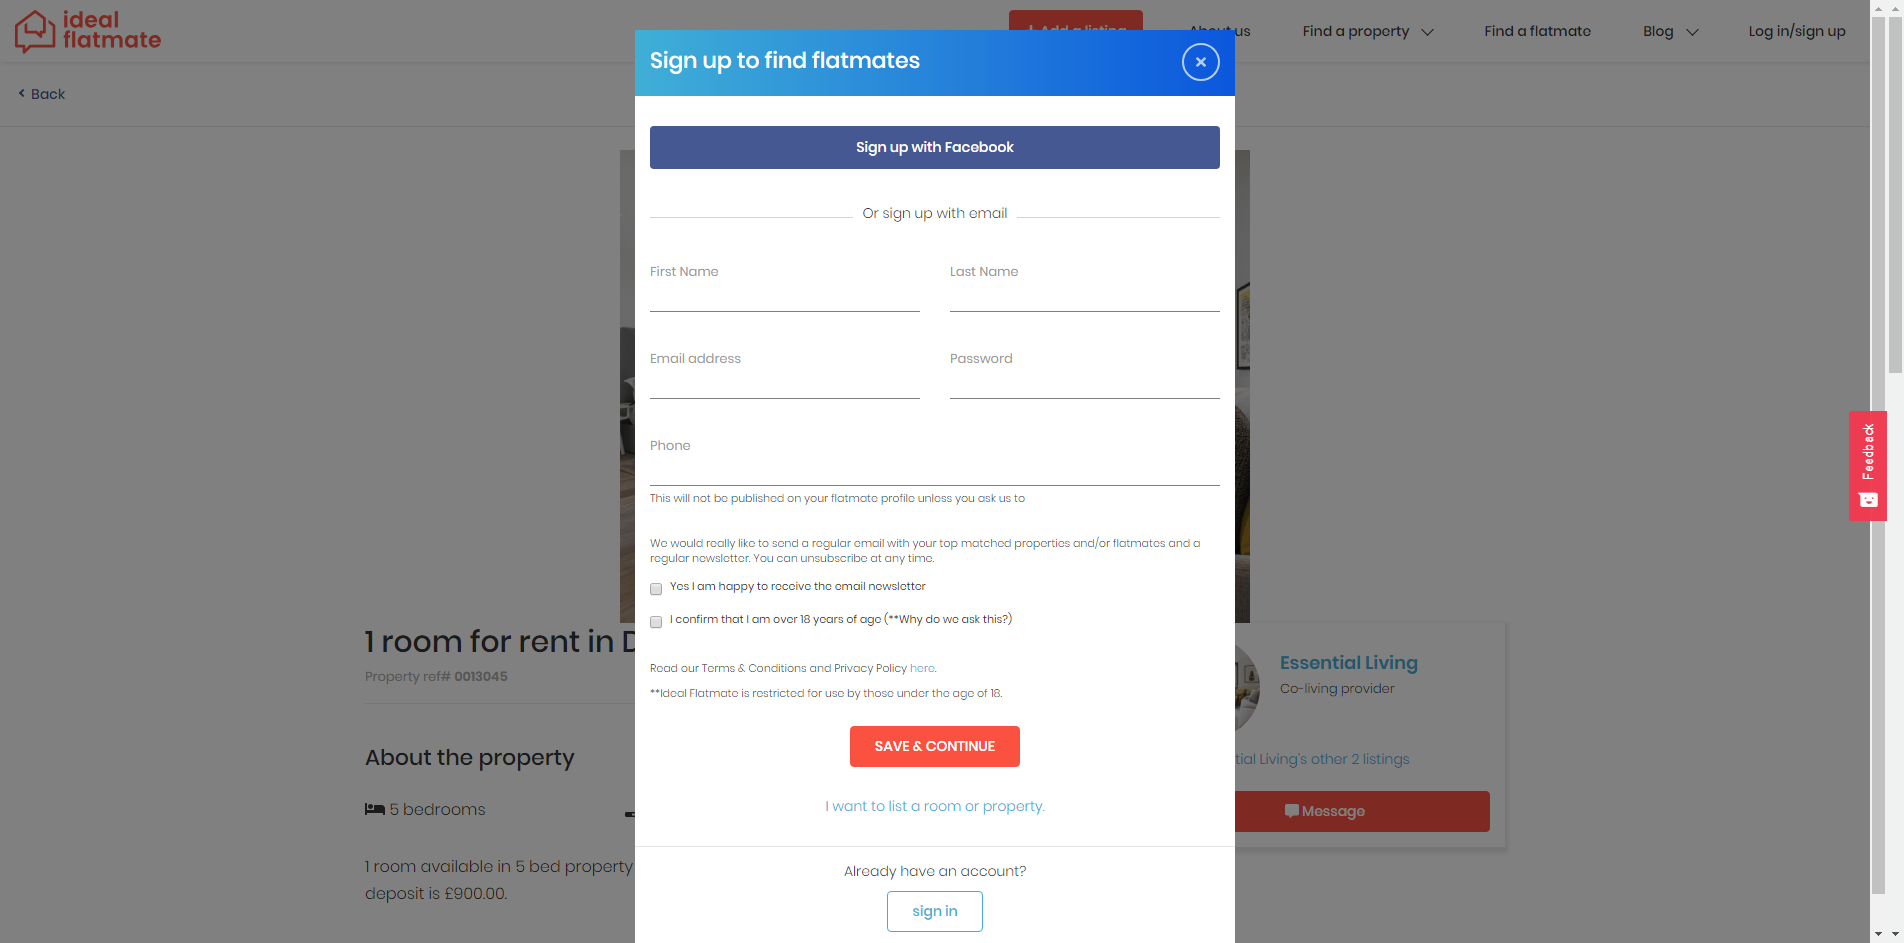 ideal
flatmate
+ Add a listing
About us
Find a property
Find a flatmate
Blog
Log in/sign up
Back
Sign up to find flatmates
Sign up with Facebook
Or sign up with email
First Name
Last Name
Email address
Password
Phone
This will not be published on your flatmate profile unless you ask us to
We would really like to send a regular email with your top matched properties and/or flatmates and a
regular newsletter. You can unsubscribe at any time.
Yes I am happy to receive the email newsletter
I confirm that I am over 18 years of age (**Why do we ask this?)
Read our Terms & Conditions and Privacy Policy here.
**Ideal Flatmate is restricted for use by those under the age of 18.
SAVE & CONTINUE
I want to list a room or property.
Already have an account?
sign in
1 room for rent in D
Property ref# 0013045
About the property
5 bedrooms
1 room available in 5 bed property
deposit is £900.00.
Essential Living
Co-living provider
tial Living's other 2 listings
Message
Feedback